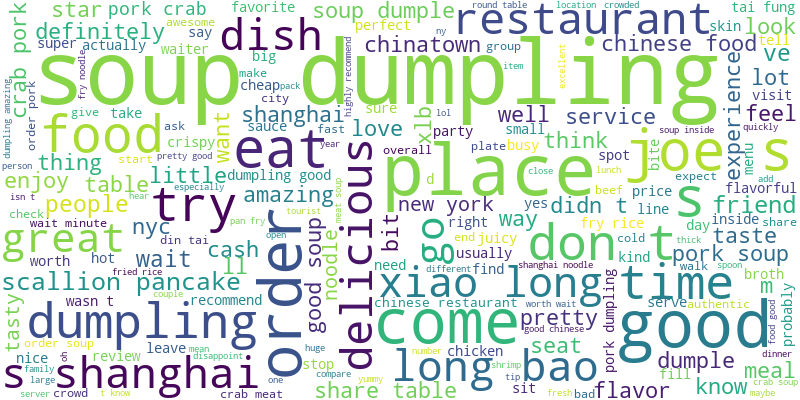 soup dumpling
restaurant
dish
food
eat
place
joe s
try
great
order
delicious
go
don t
s
xiao long
time
dumpling
come
good
s shanghai
long bao
star
pork crab
favorite
soup dumple
round table
location
crowded
tai fung
definitely
awesome
say
perfect
ny
group
skin
tell
look
super
actually
waiter
chinatown
chinese food
crab pork
big
highly recommend
item
excellent
ve
make
cheap
pack
experience
lot
fry noodle
city
well
service
visit
dumpling amazing
order pork
give
take
shanghai
sure
xlb
feel
want
sauce
fast
lol
soup inside
quickly
ask
crispy
love
party
small
busy
think
bite
menu
thing
person
pretty good
year
overall
plate
spot
enjoy
table
little
dumpling good
d
close
lunch
expect
add
isn t
start
especially
beef
price
flavorful
friend
people
amazing
bit
new york
yes
didn t
line
inside
share
check
hear
pan fry
tourist
meat soup
right
way
day
thick
taste
wait minute
nyc
din tai
noodle
usually
end
juicy
fry rice
cold
kind
pork soup
worth
hot
wait
cash
open
good soup
need
different
find
shanghai noodle
walk
spoon
m
probably
scallion pancake
ll
fried rice
chinese restaurant
worth wait
serve
authentic
broth
tasty
wasn t
recommend
couple
pretty
good chinese
pork dumpling
food good
order soup
leave
mean
disappoint
huge
stop
number
chicken
seat
dumple
dinner
meal
nice
review
oh
compare
shrimp
fill
family
crowd
one
yummy
tip
fresh
bad
know
crab soup
server
large
t know
crab meat
share table
sit
flavor
maybe